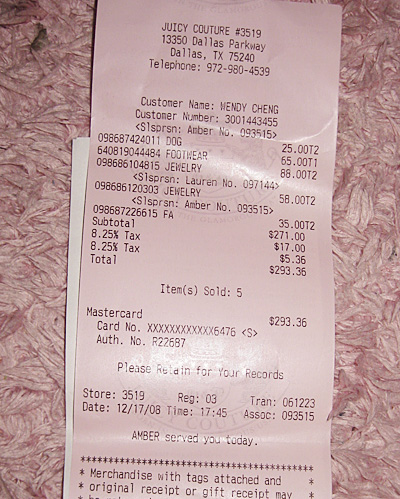 JUICY COUTURE #3519
13350 Dallas Parkway
Dallas, TX 75240
Telephone: 972-980-4539
Customer Name: WENDY CHENG
Customer Number: 3001443455
<Slsprsn: Amber No. 093515>
098687424011 DOG 25.00T2
640819044484 FOOTWEAR 65.00T1
098686104815 JEWELRY 88.00T2
<Slsprsn: Lauren No. 097144>
098686120303 JEWELRY 58.00T2
<Slsprsn: Amber No. 093515>
098687226615 FA 35.00T2
Subtotal $271.00
8.25% Tax $17.00
8.25% Tax $5.36
Total $293.36
Item(s) Sold: 5
Mastercard $293.36
Card No. XXXXXXXXXXXX6476 <S>
Auth. No. R22687
Please Retain for Your Records
Store: 3519 Reg: 03 Tran: 061223
Date: 12/17/08 Time: 17:45 Assoc: 093515
AMBER served you today.
****************************************
* Merchandise with tags attached and *
* original receipt or gift receipt may *